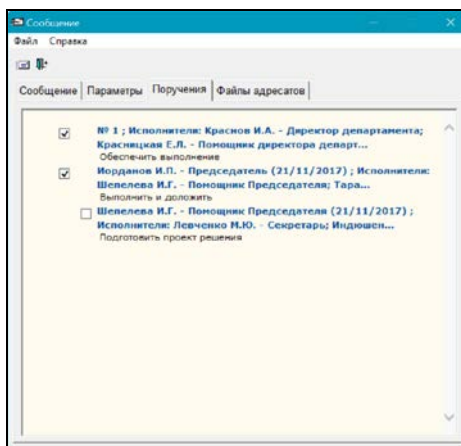 Сообщение
Файл Справка
Сообщение Параметры Поручения Файлы адресатов
№ 1 ; Исполнители: Краснов И.А. - Директор департамента;
Красницкая Е.Л. - Помощник директора департ...
Обеспечить выполнение
Иорданов И.П. - Председатель (21/11/2017) ; Исполнители:
Шепелева И.Г. - Помощник Председателя; Тара...
Выполнить и доложить
Шепелева И.Г. - Помощник Председателя (21/11/2017) ;
Исполнители: Левченко М.Ю. - Секретарь; Индюшен...
Подготовить проект решения